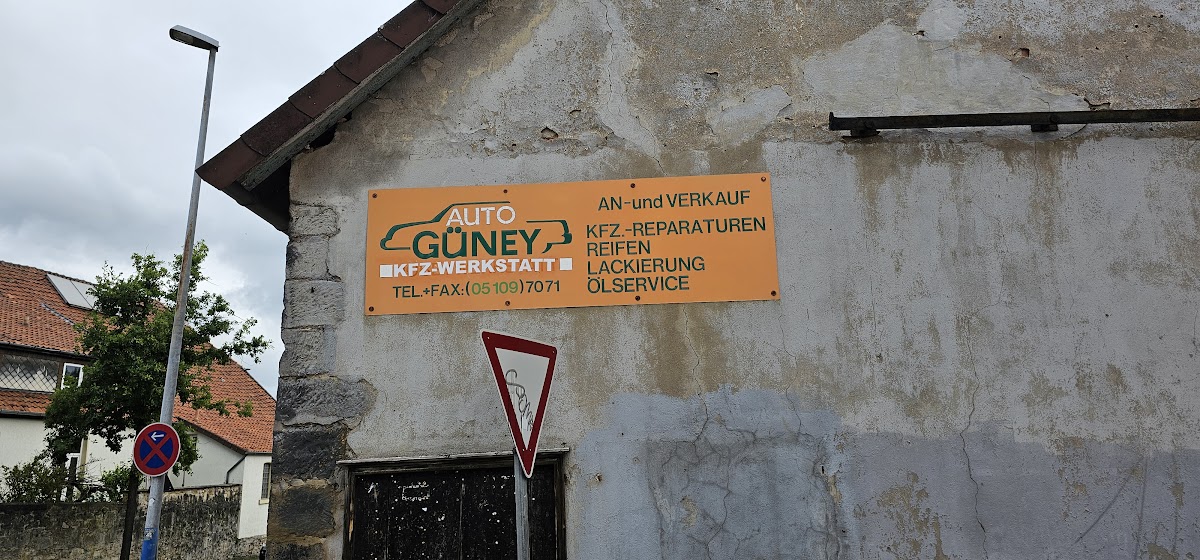 AUTO
GÜNEY
KFZ-WERKSTATT
TEL.+FAX:(05109)7071
AN-und VERKAUF
KFZ.-REPARATUREN
REIFEN
LACKIERUNG
ÖLSERVICE